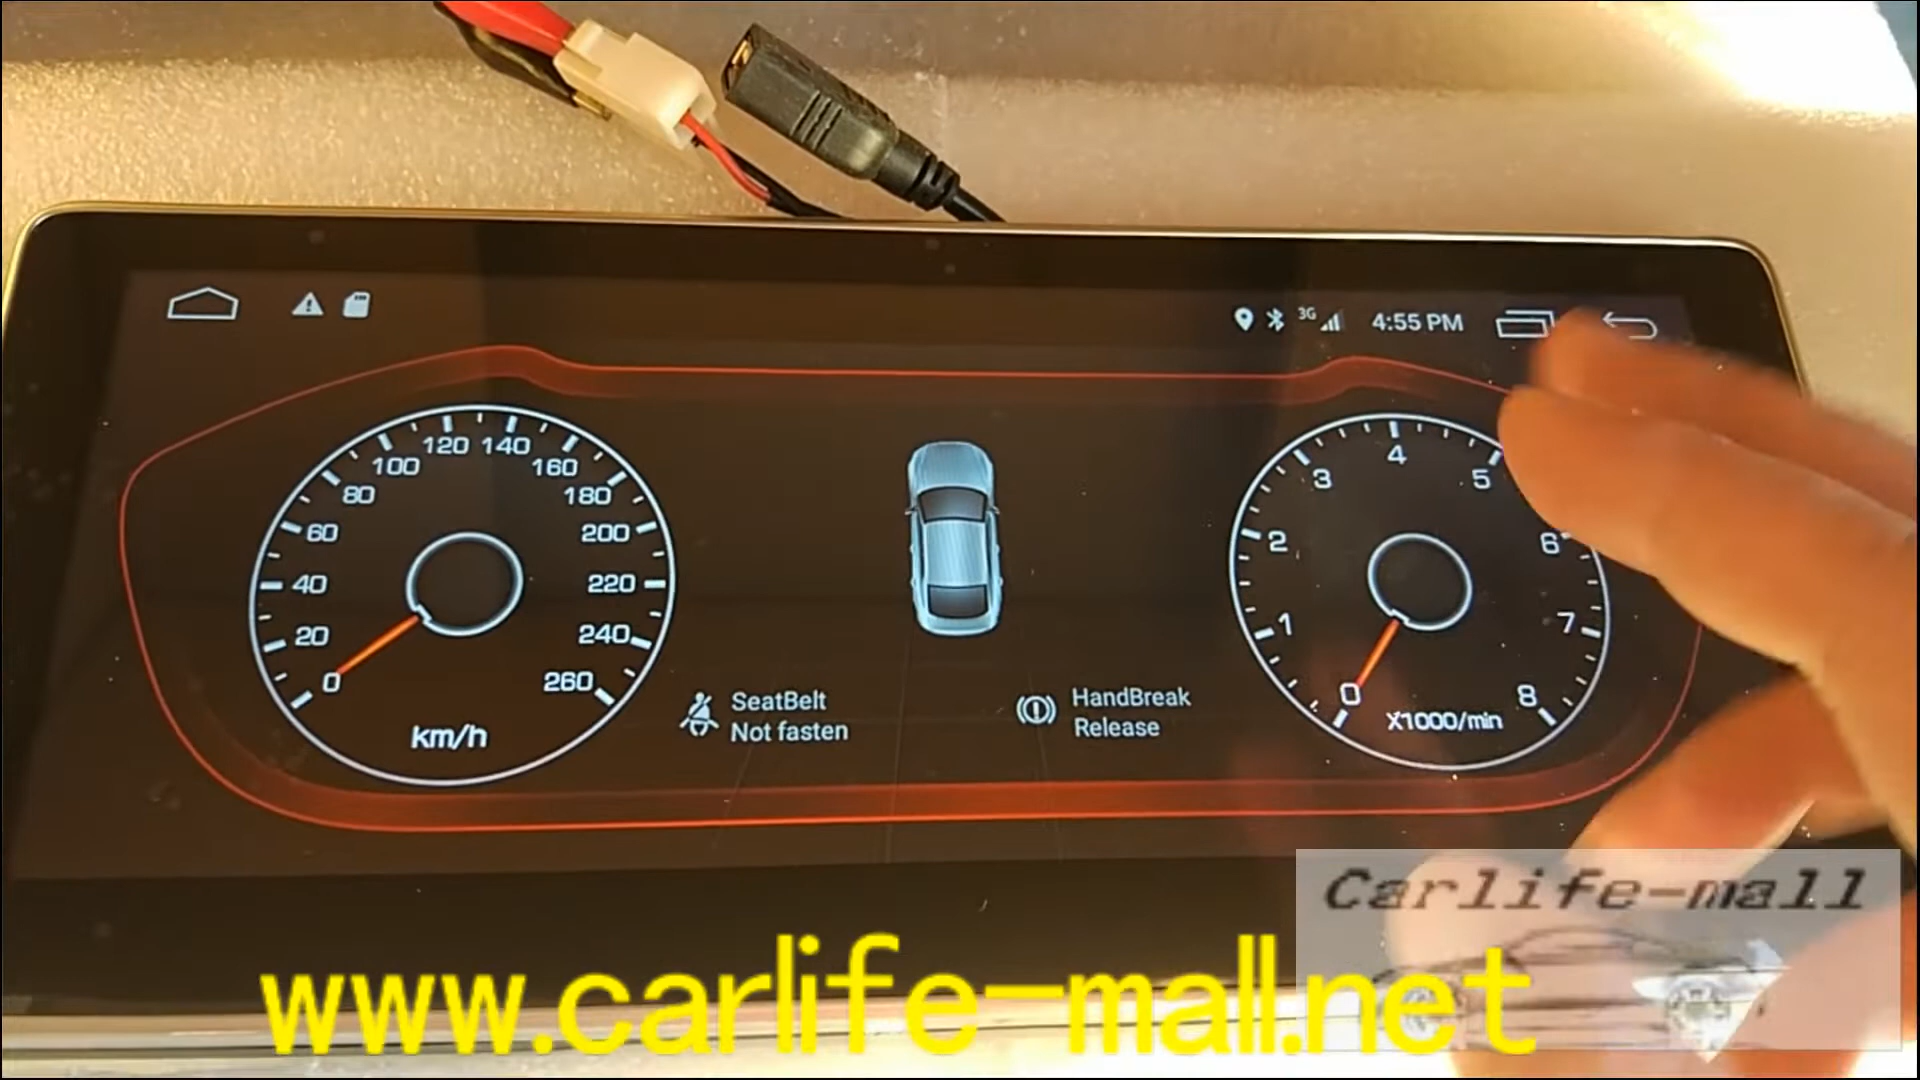 3G
4:55 PM
0
20
40
60
80
100
120
140
160
180
200
220
240
260
km/h
SeatBelt
Not fasten
HandBreak
Release
0
1
2
3
4
5
6
7
8
X1000/min
Carlife-mall
www.carlife-mall.net